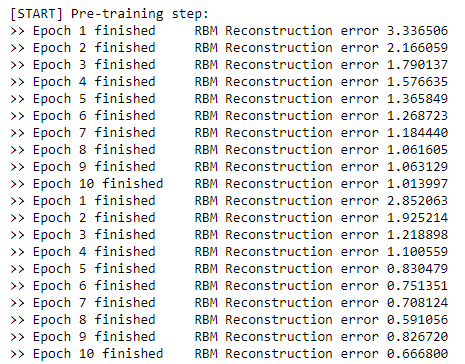 [START] Pre-training step:
>> Epoch 1 finished     RBM Reconstruction error 3.336506
>> Epoch 2 finished     RBM Reconstruction error 2.166059
>> Epoch 3 finished     RBM Reconstruction error 1.790137
>> Epoch 4 finished     RBM Reconstruction error 1.576635
>> Epoch 5 finished     RBM Reconstruction error 1.365849
>> Epoch 6 finished     RBM Reconstruction error 1.268723
>> Epoch 7 finished     RBM Reconstruction error 1.184440
>> Epoch 8 finished     RBM Reconstruction error 1.061605
>> Epoch 9 finished     RBM Reconstruction error 1.063129
>> Epoch 10 finished    RBM Reconstruction error 1.013997
>> Epoch 1 finished     RBM Reconstruction error 2.852063
>> Epoch 2 finished     RBM Reconstruction error 1.925214
>> Epoch 3 finished     RBM Reconstruction error 1.218898
>> Epoch 4 finished     RBM Reconstruction error 1.100559
>> Epoch 5 finished     RBM Reconstruction error 0.830479
>> Epoch 6 finished     RBM Reconstruction error 0.751351
>> Epoch 7 finished     RBM Reconstruction error 0.708124
>> Epoch 8 finished     RBM Reconstruction error 0.591056
>> Epoch 9 finished     RBM Reconstruction error 0.826720
>> Epoch 10 finished    RBM Reconstruction error 0.666800